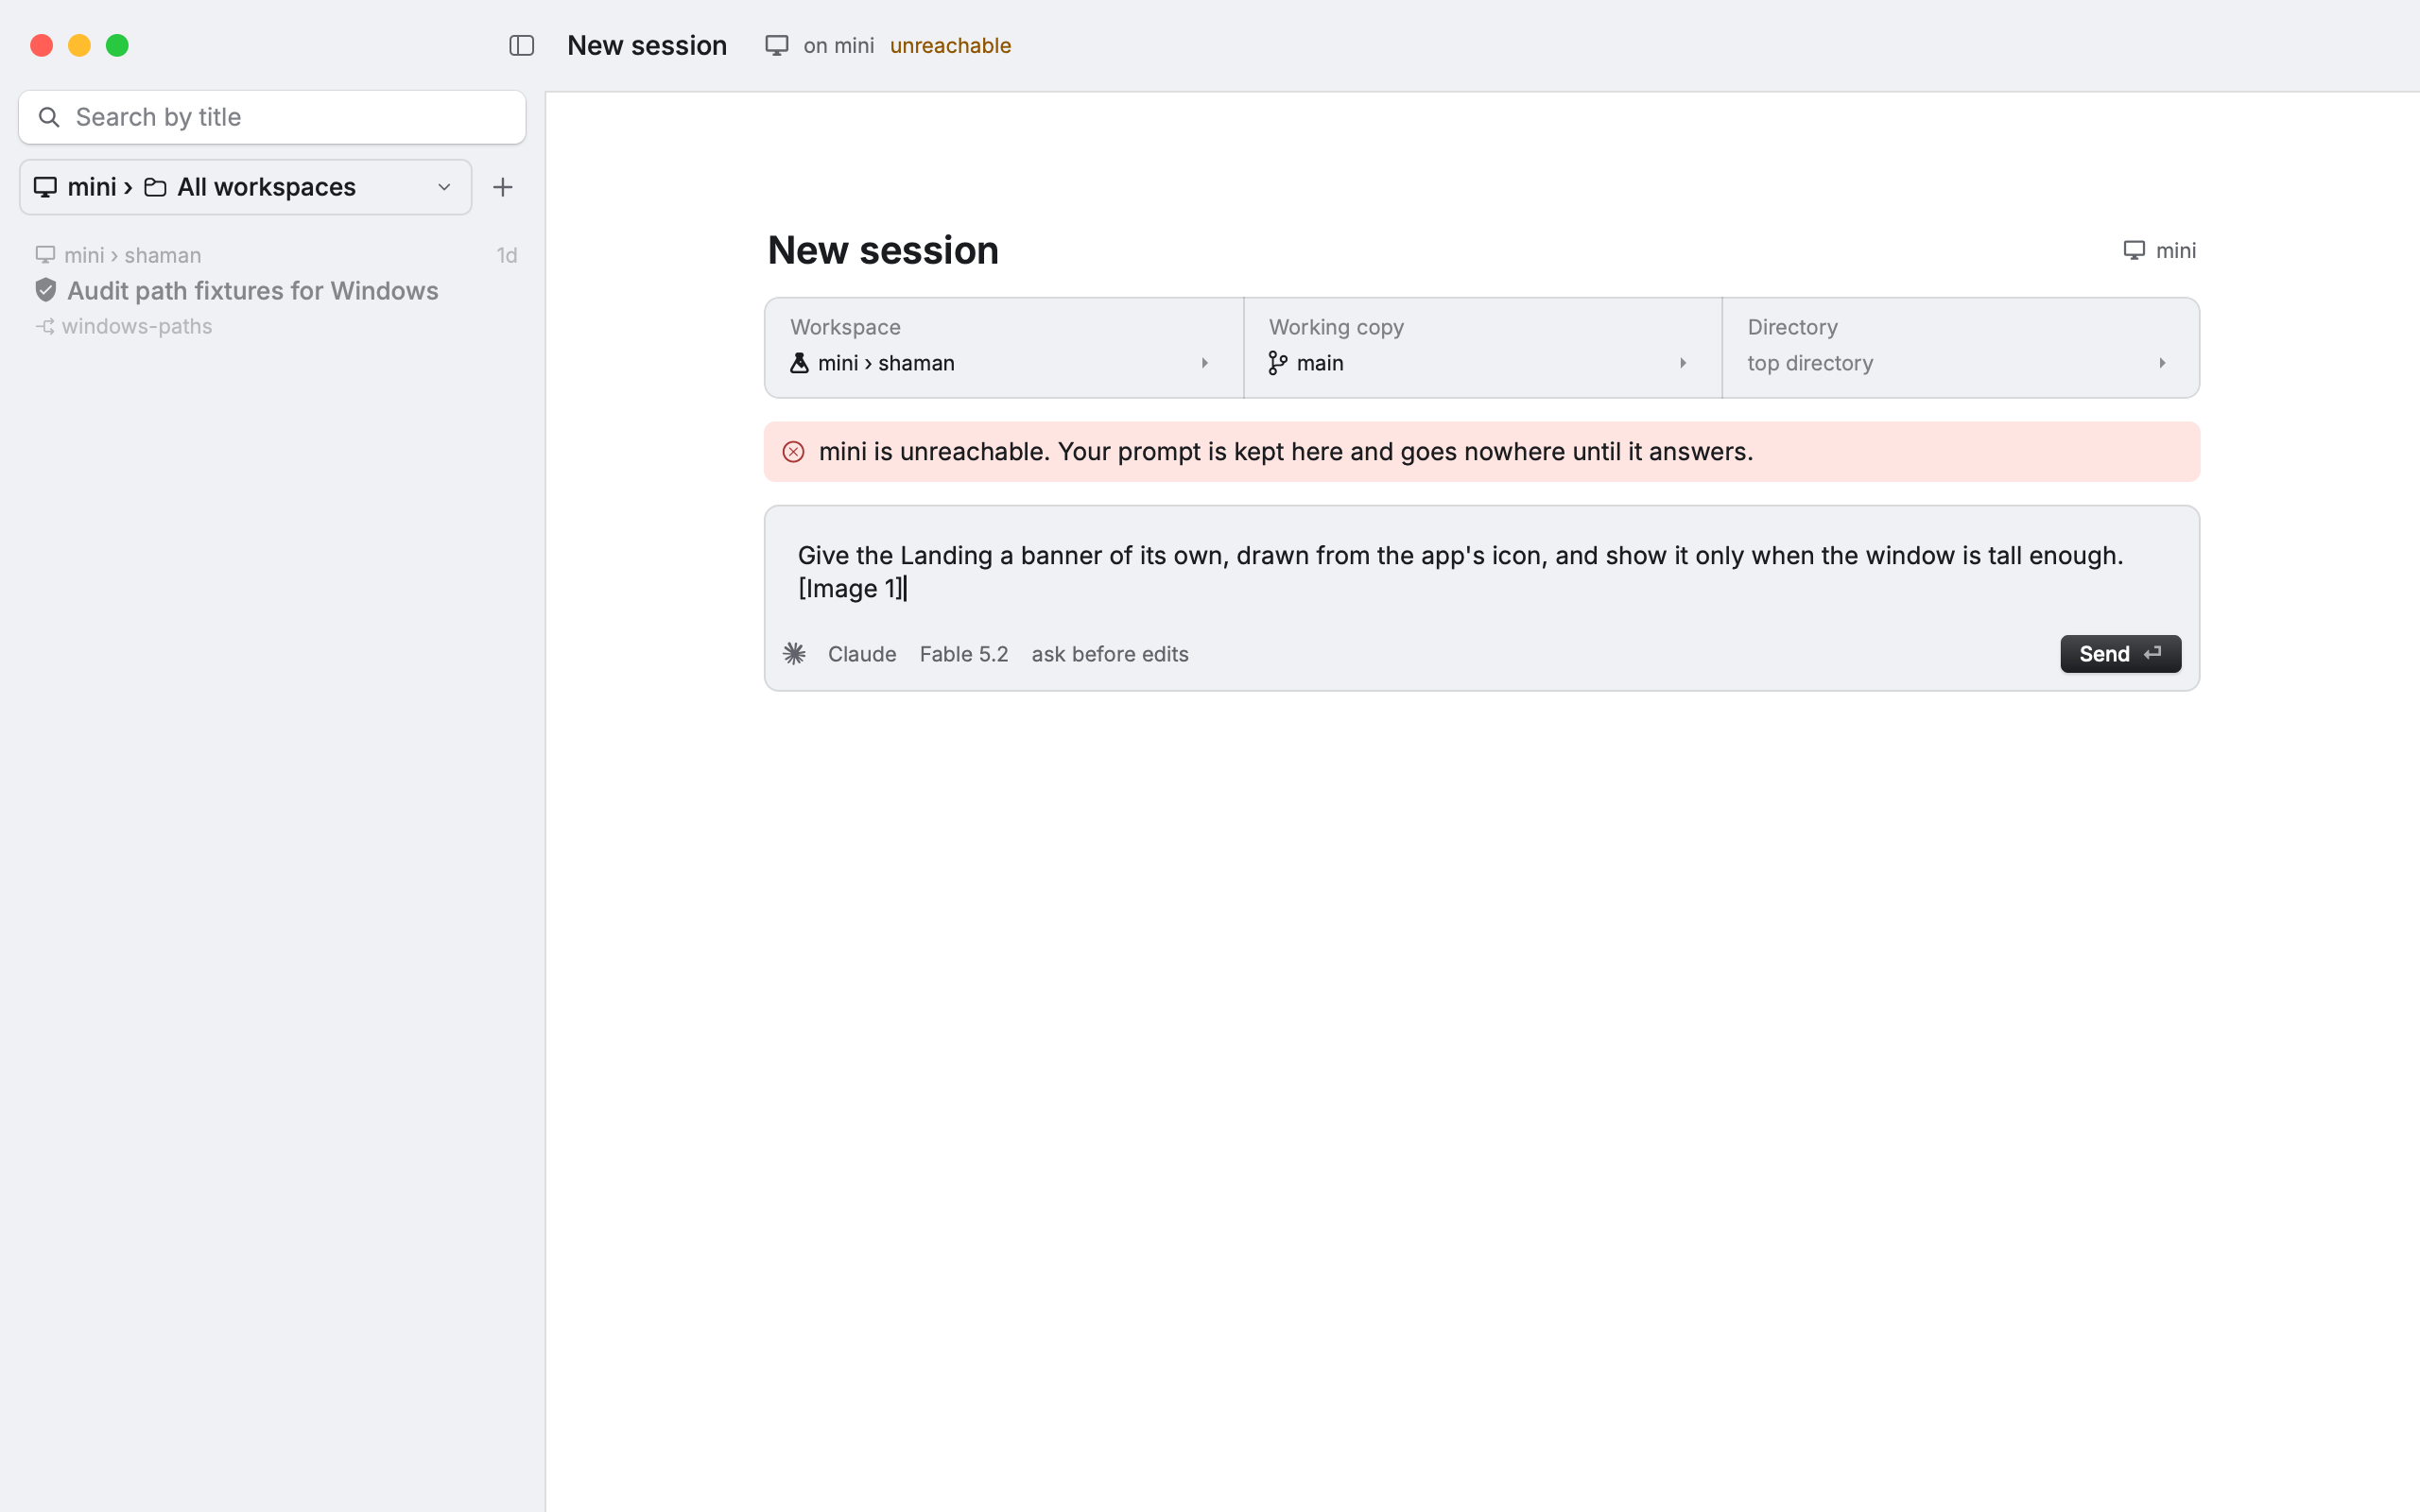 New session
on mini unreachable
Search by title
mini › All workspaces
mini › shaman 1d
Audit path fixtures for Windows
windows-paths
New session
mini
Workspace
mini › shaman
Working copy
main
Directory
top directory
mini is unreachable. Your prompt is kept here and goes nowhere until it answers.
Give the Landing a banner of its own, drawn from the app's icon, and show it only when the window is tall enough.
[Image 1]
Claude Fable 5.2 ask before edits
Send